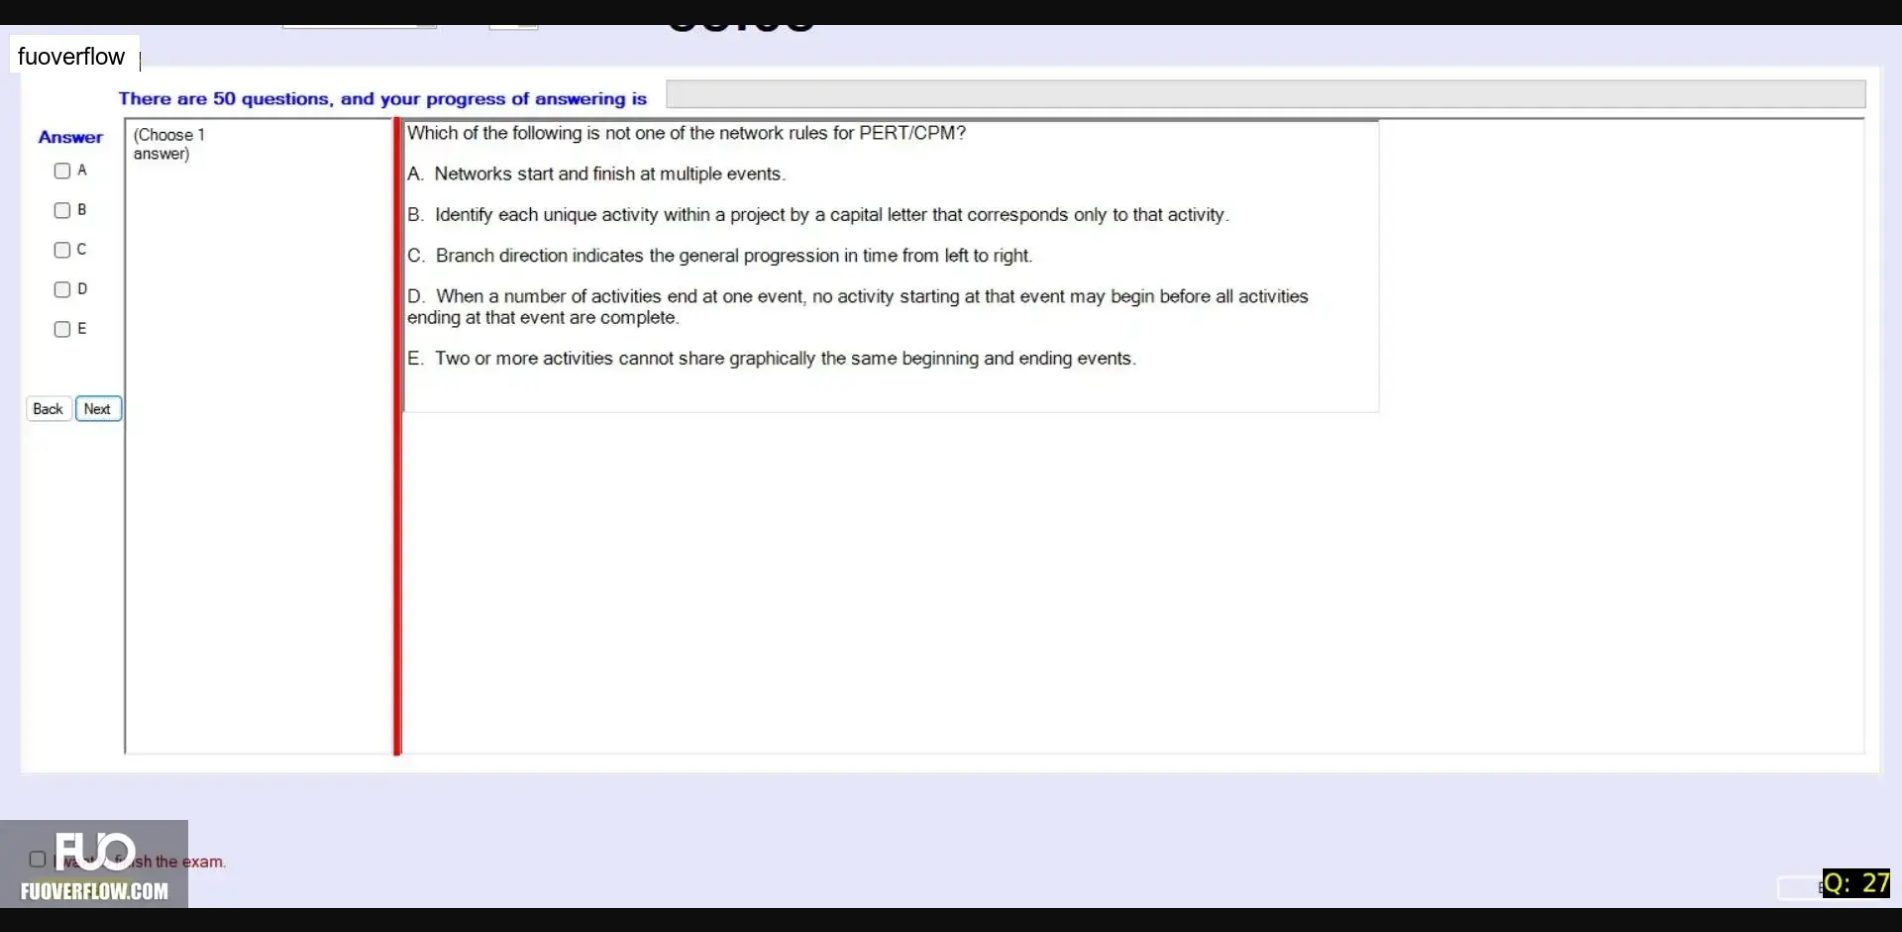 fuoverflow
There are 50 questions, and your progress of answering is
Answer
A
B
C
D
E
Back Next
(Choose 1
answer)
Which of the following is not one of the network rules for PERT/CPM?
A. Networks start and finish at multiple events.
B. Identify each unique activity within a project by a capital letter that corresponds only to that activity.
C. Branch direction indicates the general progression in time from left to right.
D. When a number of activities end at one event, no activity starting at that event may begin before all activities
ending at that event are complete.
E. Two or more activities cannot share graphically the same beginning and ending events.
FUO
the exam.
FUOVERFLOW.COM
Q: 27